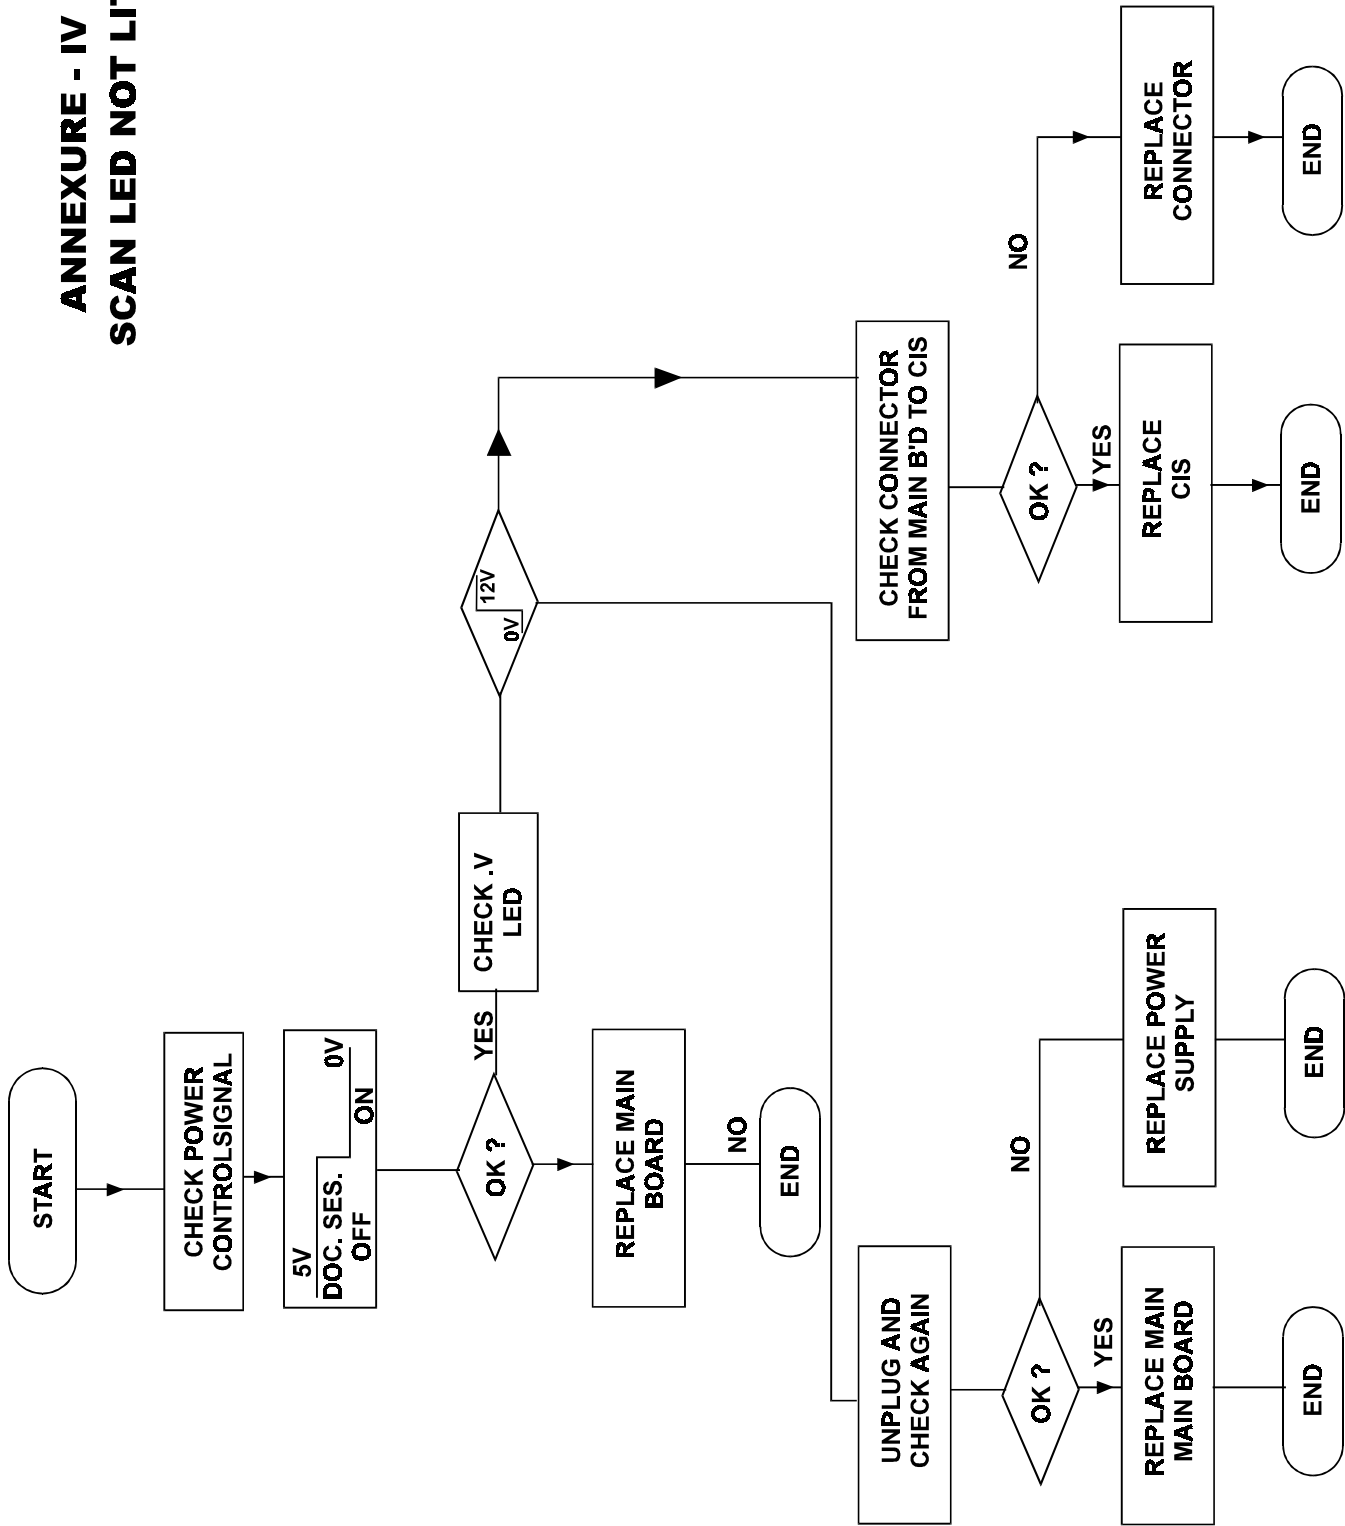 ANNEXURE - IV
SCAN LED NOT LIT
START
CHECK POWER
CONTROLSIGNAL
5V
0V
DOC. SES.
OFF
ON
OK ?
YES
CHECK .V
LED
0V
12V
REPLACE MAIN
BOARD
NO
END
UNPLUG AND
CHECK AGAIN
OK ?
YES
NO
REPLACE MAIN
MAIN BOARD
END
REPLACE POWER
SUPPLY
END
CHECK CONNECTOR
FROM MAIN B'D TO CIS
OK ?
YES
NO
REPLACE
CIS
END
REPLACE
CONNECTOR
END